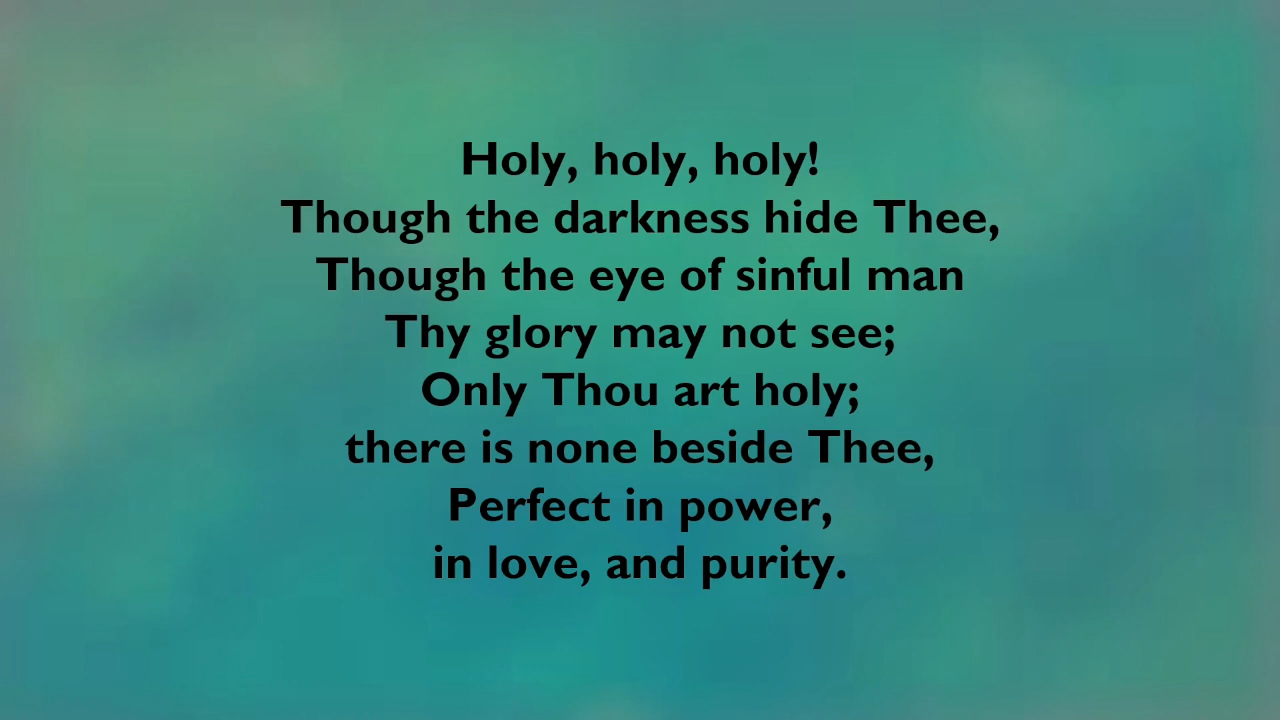 Holy, holy, holy!
Though the darkness hide Thee,
Though the eye of sinful man
Thy glory may not see;
Only Thou art holy;
there is none beside Thee,
Perfect in power,
in love, and purity.